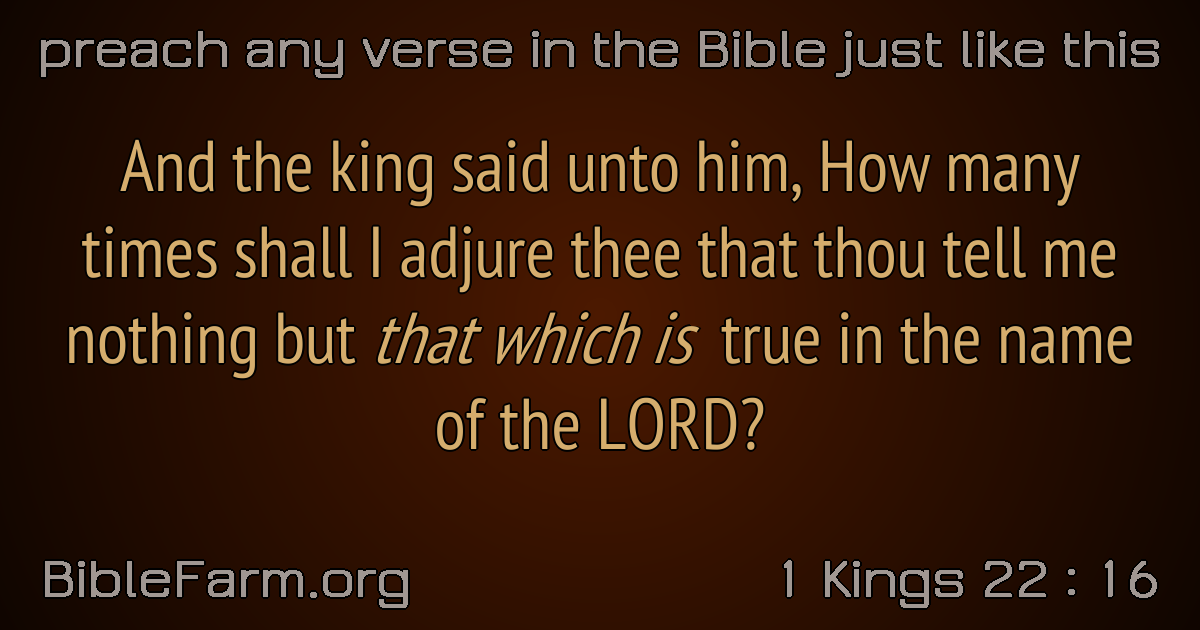 preach any verse in the Bible just like this
And the king said unto him, How many
times shall I adjure thee that thou tell me
nothing but that which is true in the name
of the LORD?
BibleFarm.org
1 Kings 22 : 16